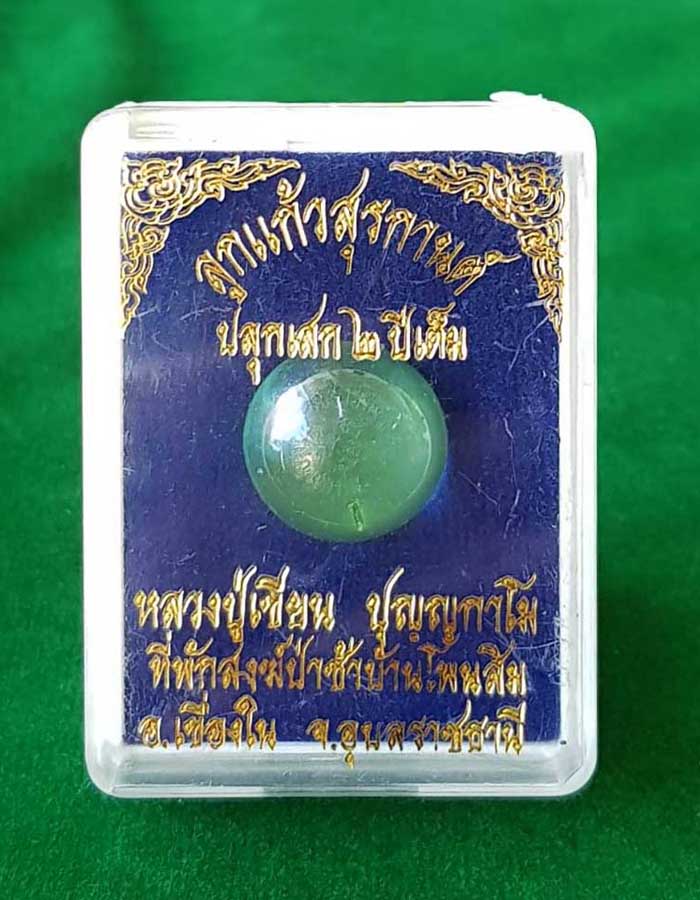 ลูกแก้วสุรกานต์
ปลุกเสก ๒ ปีเต็ม
หลวงปู่เขียน ปุญญกาโม
ที่พักสงฆ์ป่าช้าบ้านโพนสิม
อ.เขื่องใน จ.อุบลราชธานี